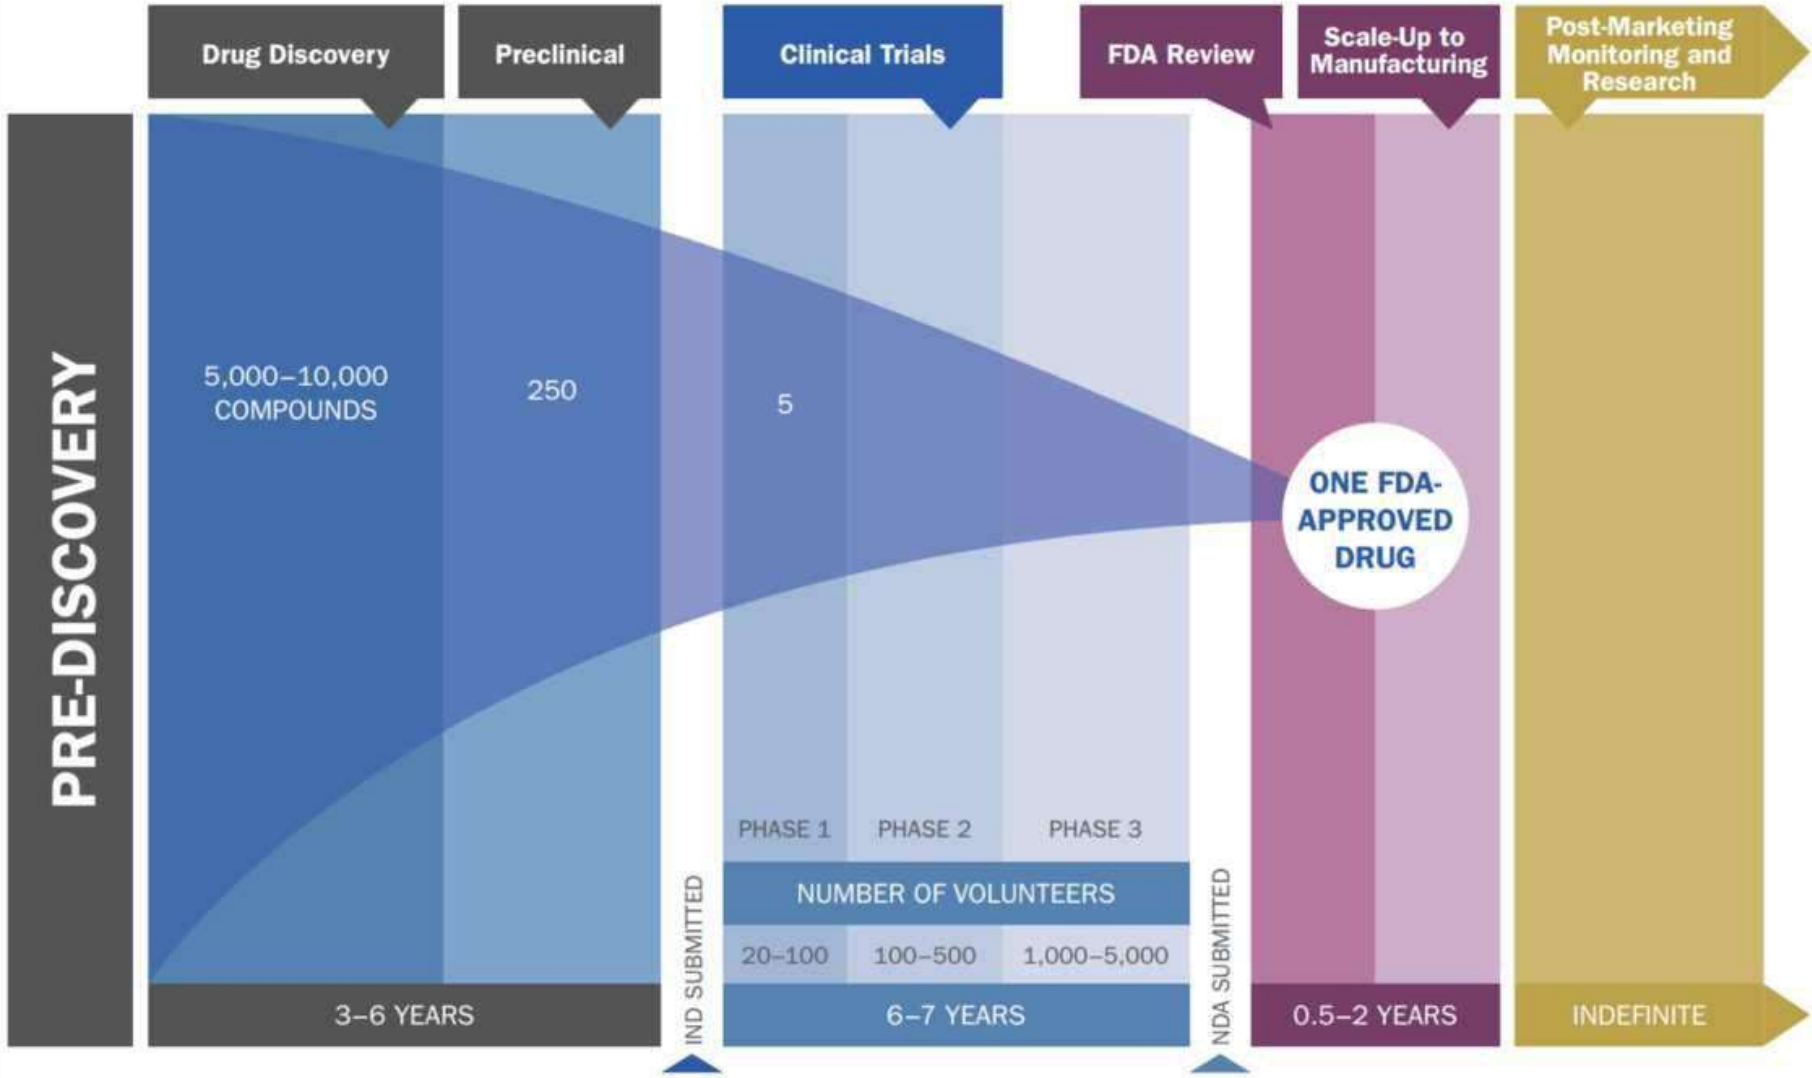 Drug Discovery
Preclinical
Clinical Trials
FDA Review
Scale-Up to
Manufacturing
Post-Marketing
Monitoring and
Research
PRE-DISCOVERY
5,000–10,000
COMPOUNDS
250
5
ONE FDA-
APPROVED
DRUG
PHASE 1
PHASE 2
PHASE 3
NUMBER OF VOLUNTEERS
20–100
100–500
1,000–5,000
IND SUBMITTED
NDA SUBMITTED
3–6 YEARS
6–7 YEARS
0.5–2 YEARS
INDEFINITE